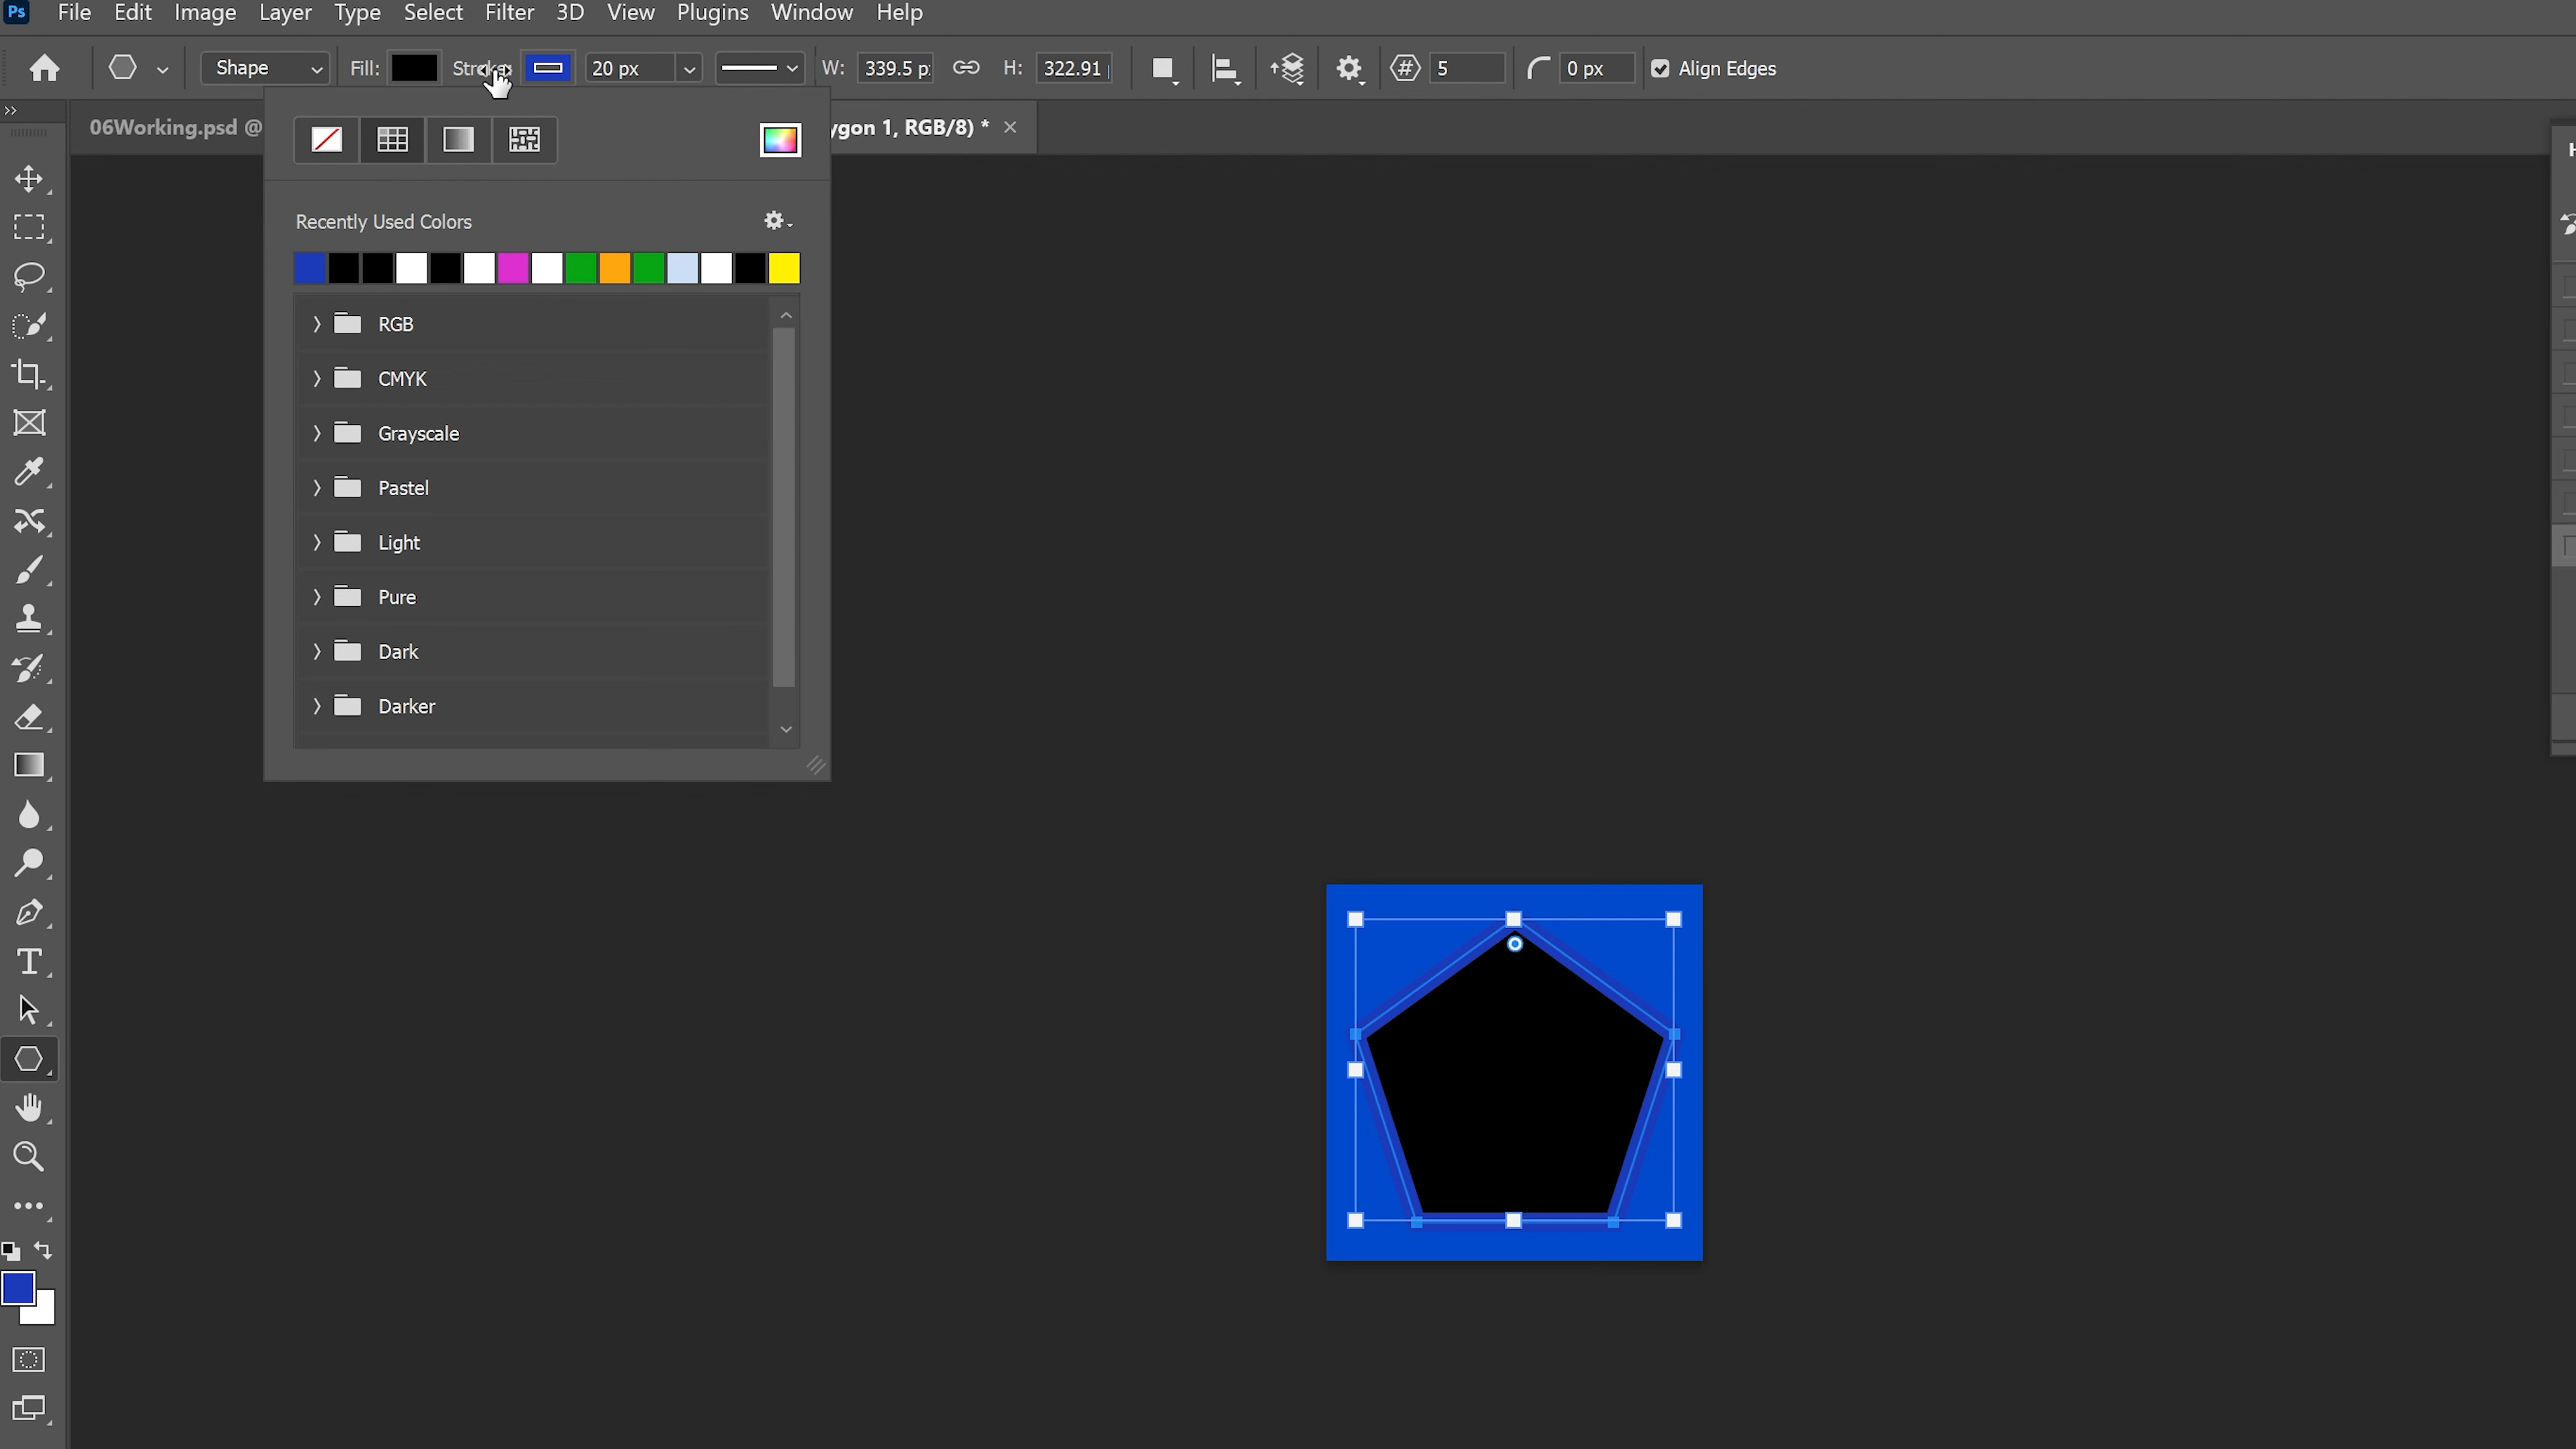 Ps File Edit Image Layer Type Select Filter 3D View Plugins Window Help
Shape Fill: Stroke: 20 px W: 339.5 p H: 322.91 5 0 px Align Edges
06Working.psd @ ygon 1, RGB/8) *
Recently Used Colors
RGB
CMYK
Grayscale
Pastel
Light
Pure
Dark
Darker